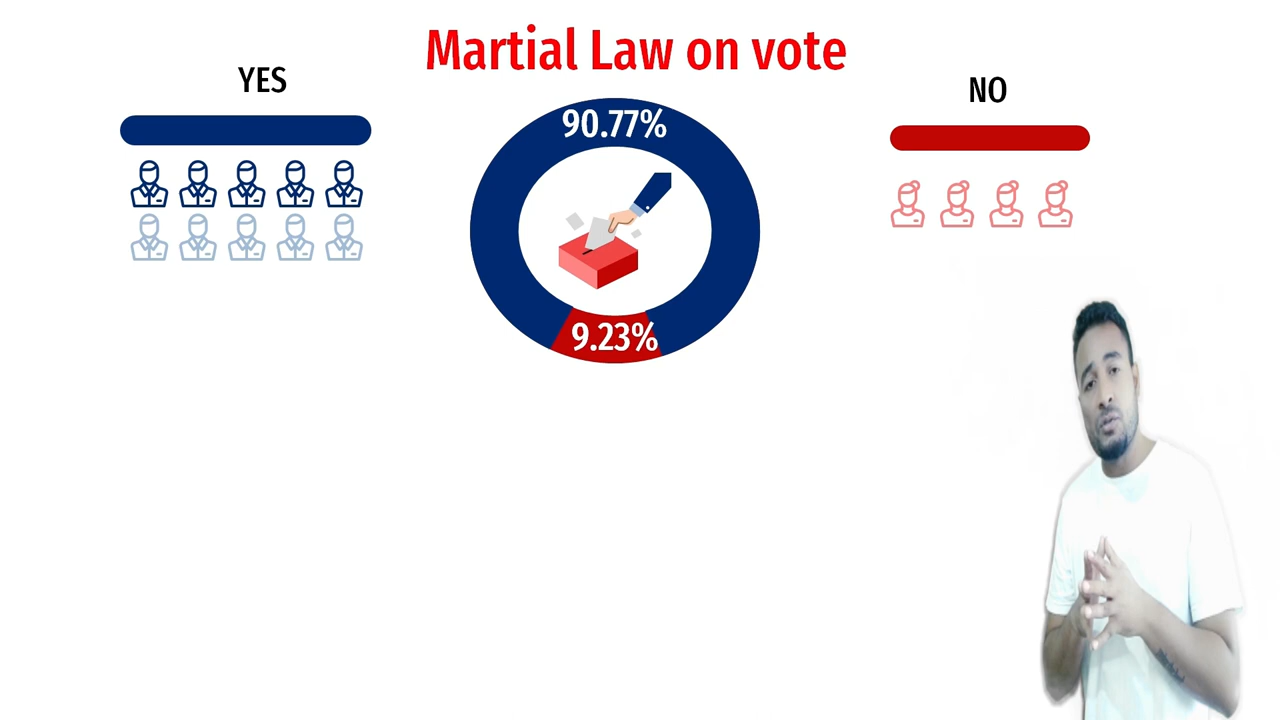 Martial Law on vote
YES
NO
90.77%
9.23%